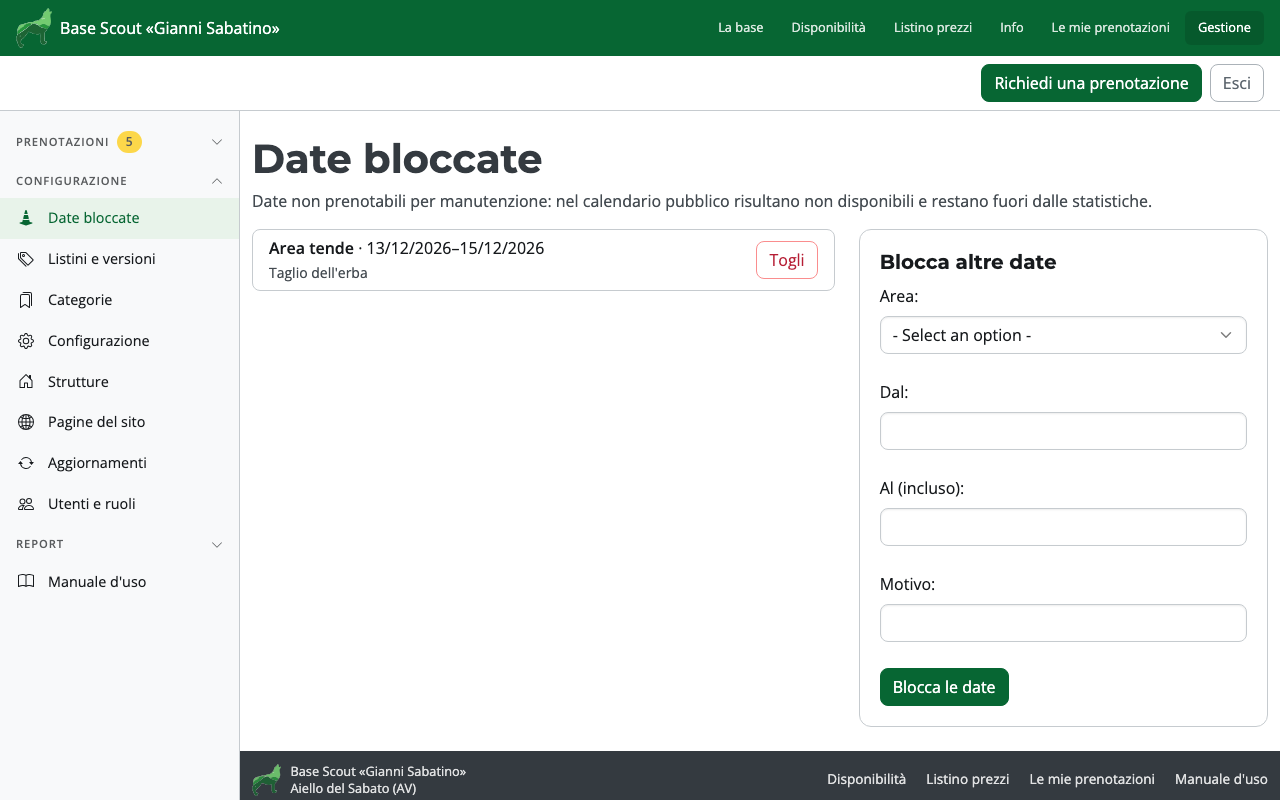 Base Scout «Gianni Sabatino»
La base
Disponibilità
Listino prezzi
Info
Le mie prenotazioni
Gestione
Richiedi una prenotazione
Esci
PRENOTAZIONI 5
CONFIGURAZIONE
Date bloccate
Listini e versioni
Categorie
Configurazione
Strutture
Pagine del sito
Aggiornamenti
Utenti e ruoli
REPORT
Manuale d'uso
Date bloccate
Date non prenotabili per manutenzione: nel calendario pubblico risultano non disponibili e restano fuori dalle statistiche.
Area tende · 13/12/2026–15/12/2026
Taglio dell'erba
Togli
Blocca altre date
Area:
- Select an option -
Dal:
Al (incluso):
Motivo:
Blocca le date
Base Scout «Gianni Sabatino»
Aiello del Sabato (AV)
Disponibilità
Listino prezzi
Le mie prenotazioni
Manuale d'uso